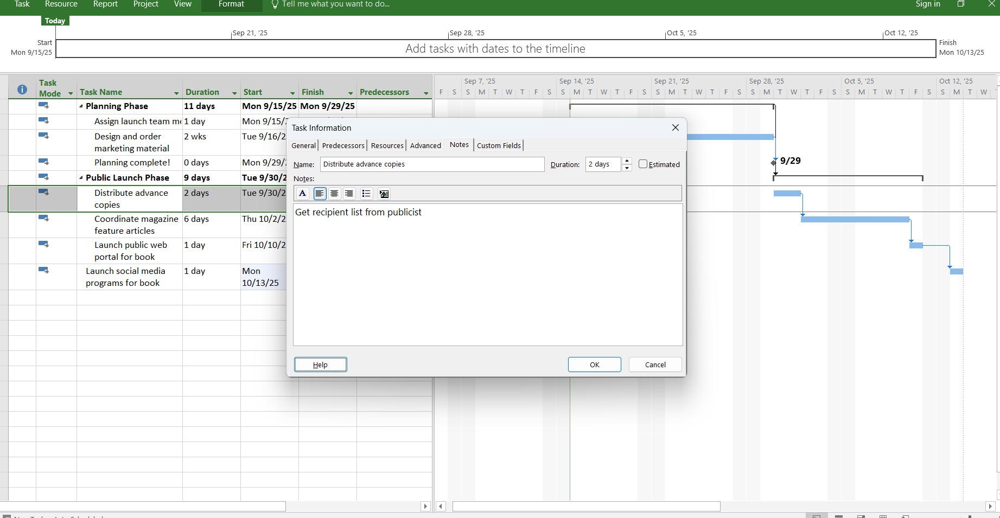 Task Resource Report Project View Format Tell me what you want to do... Sign in
Today
Sep 21, '25 Sep 28, '25 Oct 5, '25 Oct 12, '25
Start
Mon 9/15/25
Add tasks with dates to the timeline
Finish
Mon 10/13/25
Task Mode Task Name Duration Start Finish Predecessors
Sep 7, '25 Sep 14, '25 Sep 21, '25 Sep 28, '25 Oct 5, '25 Oct 12, '25
F S S M T W T F S S M T W T F S S M T W T F S S M T W T F S S M T W T F S S M T W
Planning Phase 11 days Mon 9/15/25 Mon 9/29/25
Assign launch team me 1 day Mon 9/15/2
Design and order marketing material 2 wks Tue 9/16/2
Planning complete! 0 days Mon 9/29/
9/29
Public Launch Phase 9 days Tue 9/30/2
Distribute advance copies 2 days Tue 9/30/2
Coordinate magazine feature articles 6 days Thu 10/2/2
Launch public web portal for book 1 day Fri 10/10/2
Launch social media programs for book 1 day Mon 10/13/25
Task Information
General Predecessors Resources Advanced Notes Custom Fields
Name: Distribute advance copies Duration: 2 days Estimated
Notes:
A
Get recipient list from publicist
Help OK Cancel